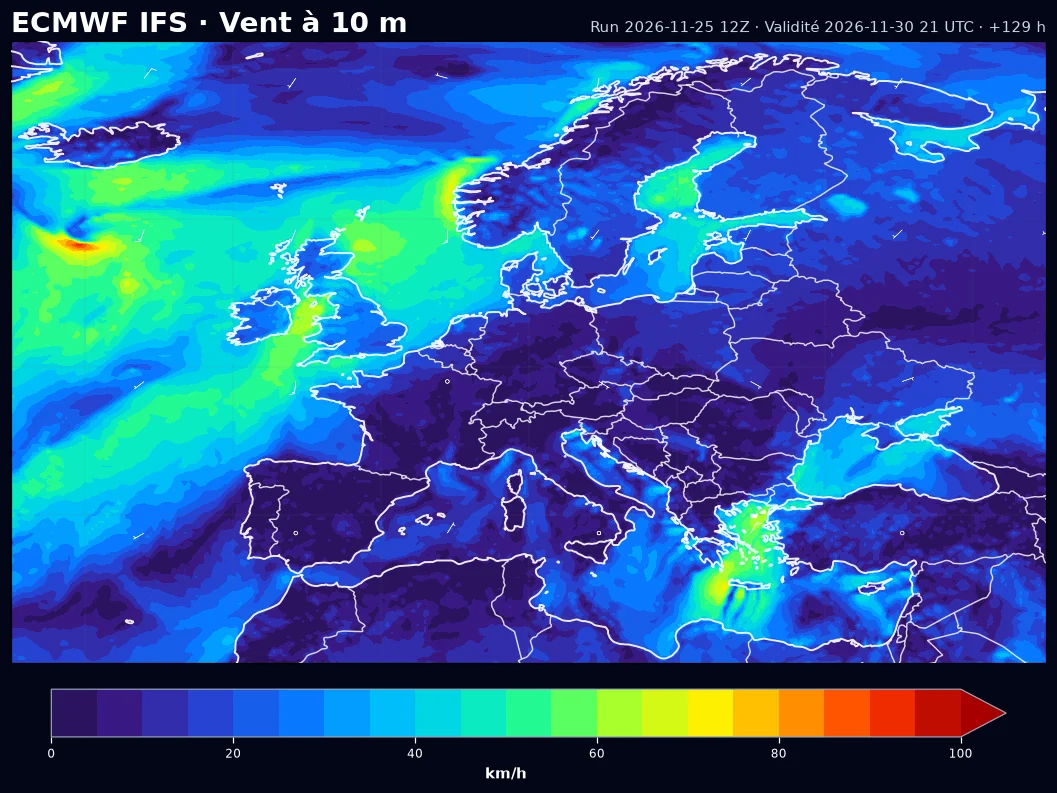 ECMWF IFS · Vent à 10 m
Run 2026-11-25 12Z · Validité 2026-11-30 21 UTC · +129 h
0 20 40 60 80 100
km/h